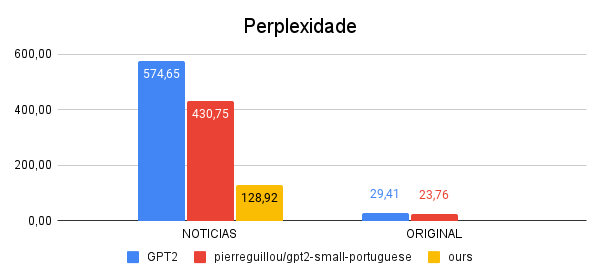 Perplexidade
600,00
400,00
200,00
0,00
574,65
430,75
128,92
29,41
23,76
NOTICIAS
ORIGINAL
GPT2
pierreguillou/gpt2-small-portuguese
ours